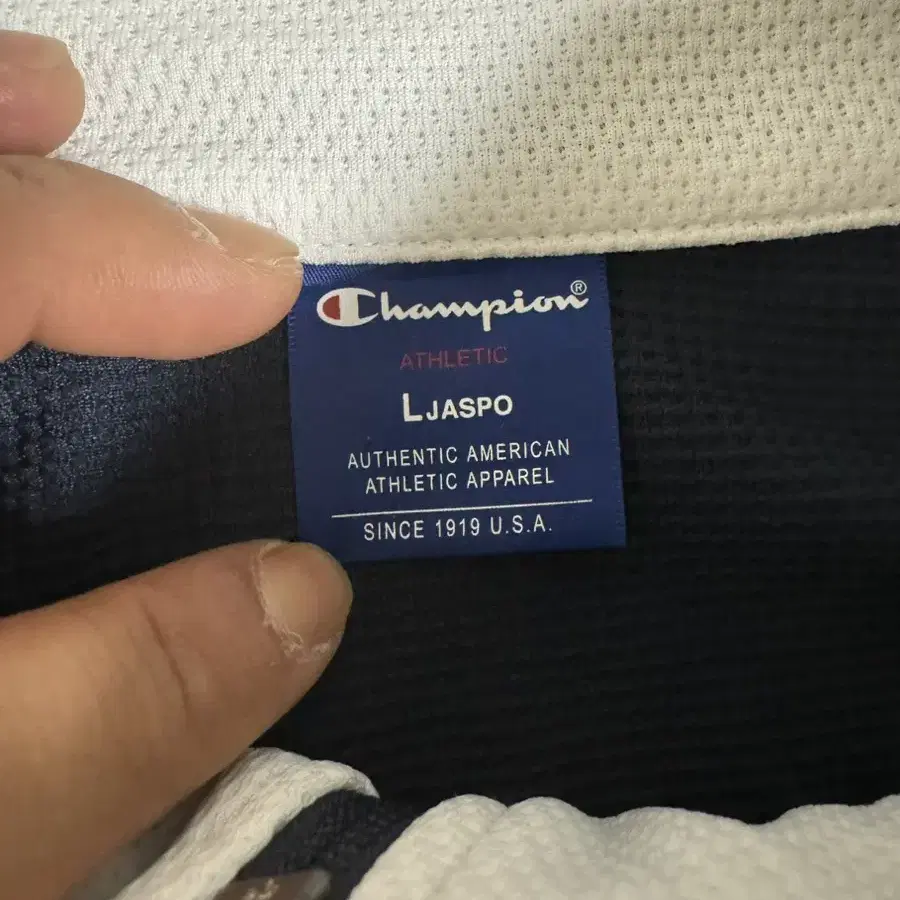 Champion®
ATHLETIC
L JASPO
AUTHENTIC AMERICAN
ATHLETIC APPAREL
SINCE 1919 U.S.A.